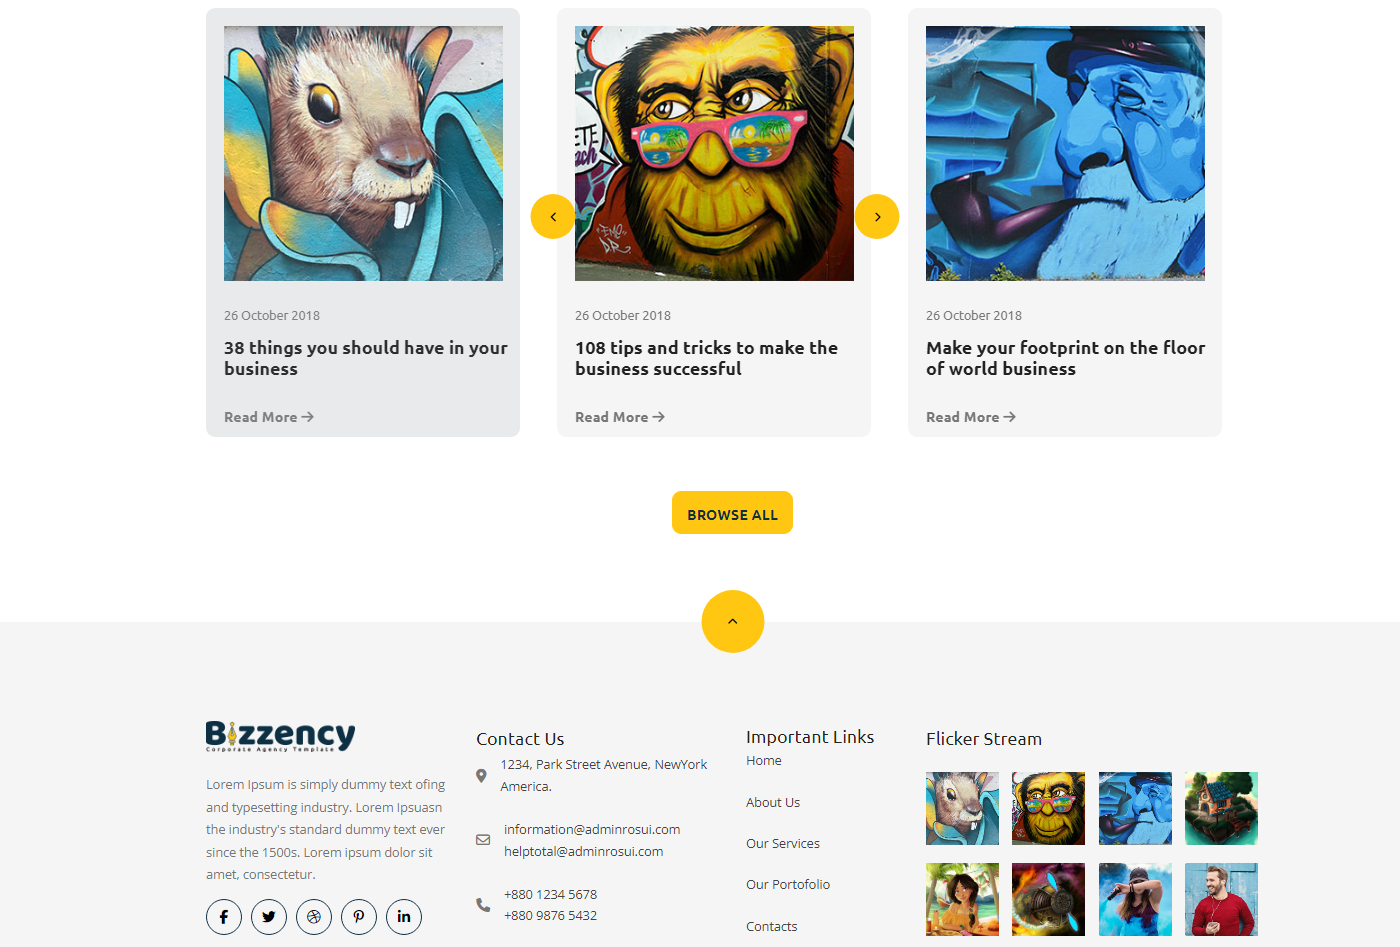 ETE
ach
EME
DR
26 October 2018
38 things you should have in your
business
Read More
26 October 2018
108 tips and tricks to make the
business successful
Read More
26 October 2018
Make your footprint on the floor
of world business
Read More
BROWSE ALL
Bizzency
Corporate Agency Template
Lorem Ipsum is simply dummy text ofing
and typesetting industry. Lorem Ipsuasn
the industry's standard dummy text ever
since the 1500s. Lorem ipsum dolor sit
amet, consectetur.
Contact Us
1234, Park Street Avenue, NewYork
America.
information@adminrosui.com
helptotal@adminrosui.com
+880 1234 5678
+880 9876 5432
Important Links
Home
About Us
Our Services
Our Portofolio
Contacts
Flicker Stream